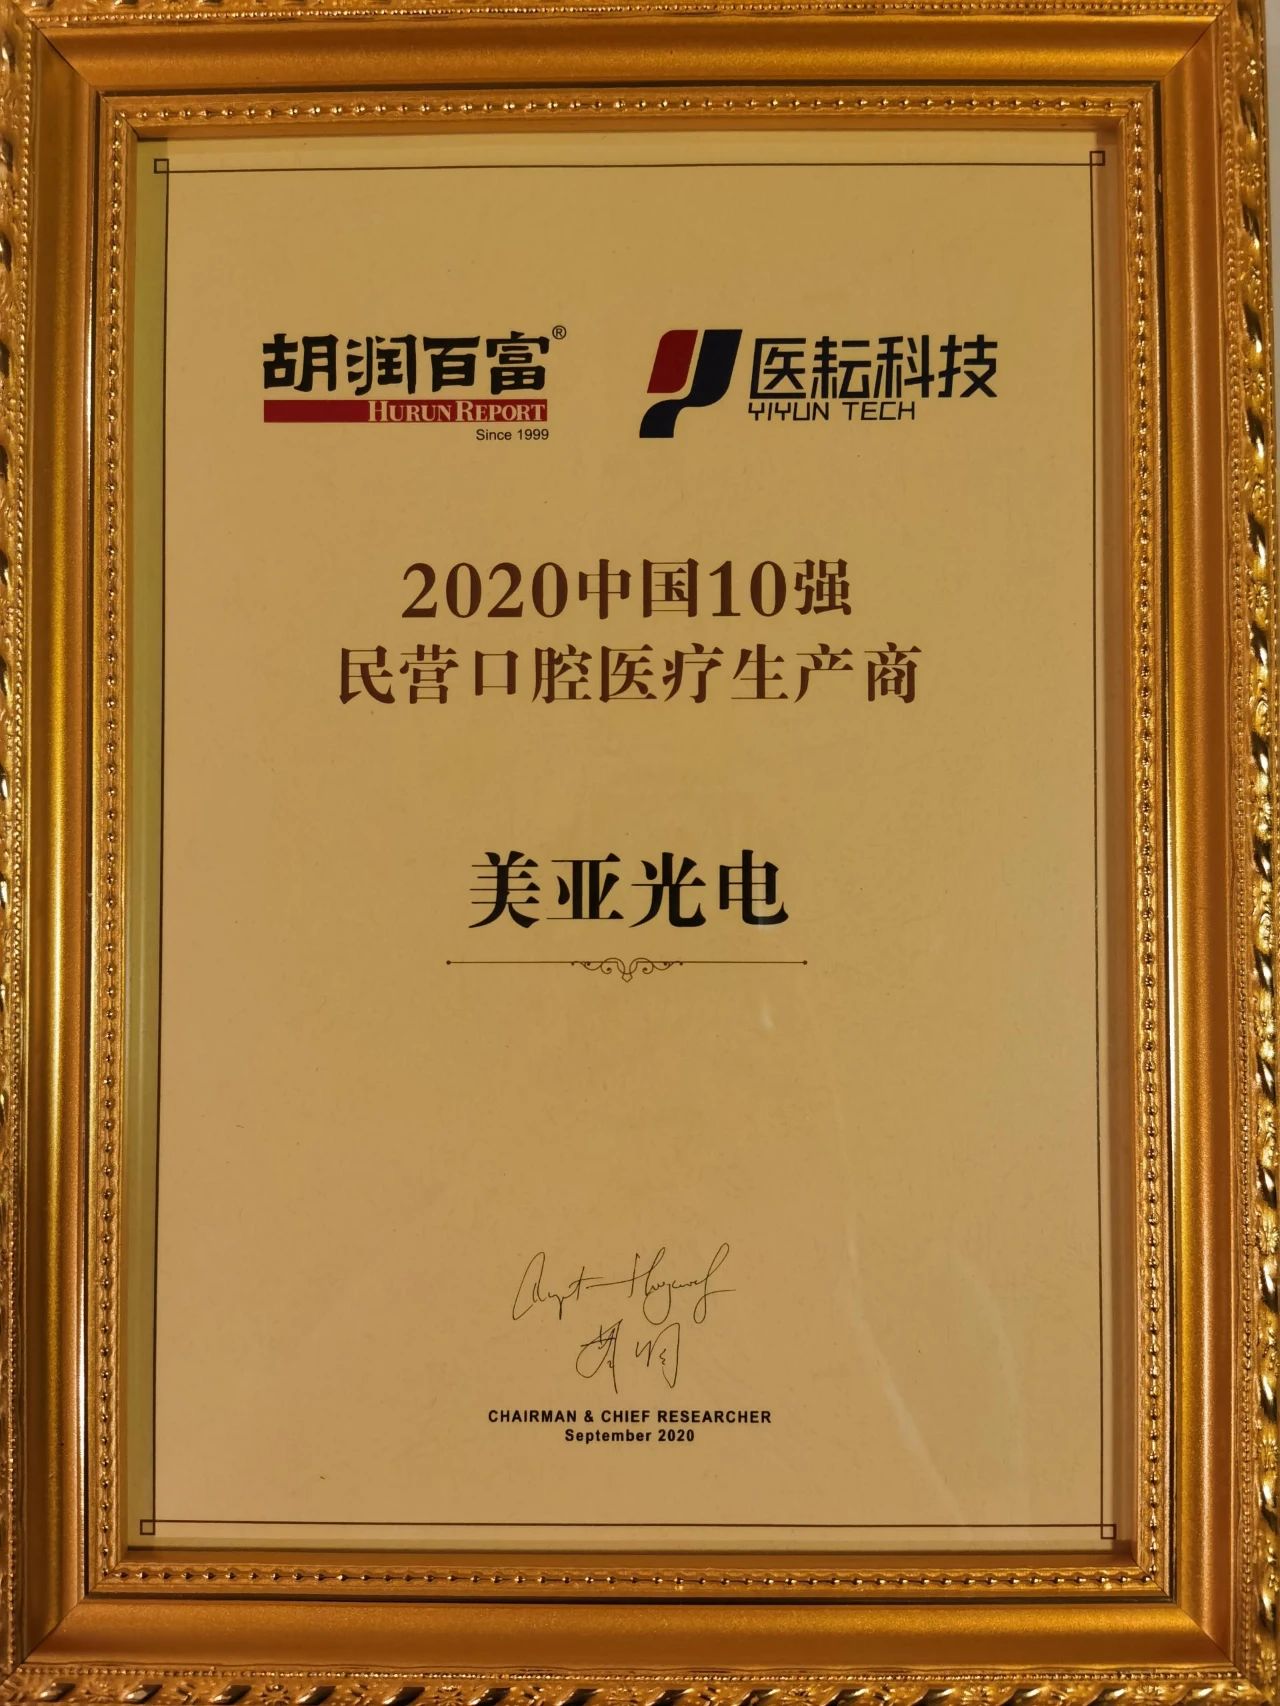 胡润百富®
HURUN REPORT
Since 1999
医耘科技
YIYUN TECH
2020中国10强
民营口腔医疗生产商
美亚光电
胡润
CHAIRMAN & CHIEF RESEARCHER
September 2020